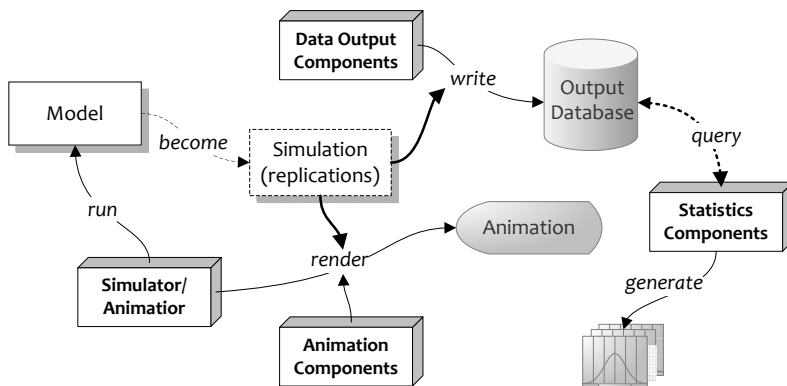 Data Output
Components
write
Output
Database
Model
become
Simulation
(replications)
query
run
Animation
Statistics
Components
render
Simulator/
Animatior
generate
Animation
Components